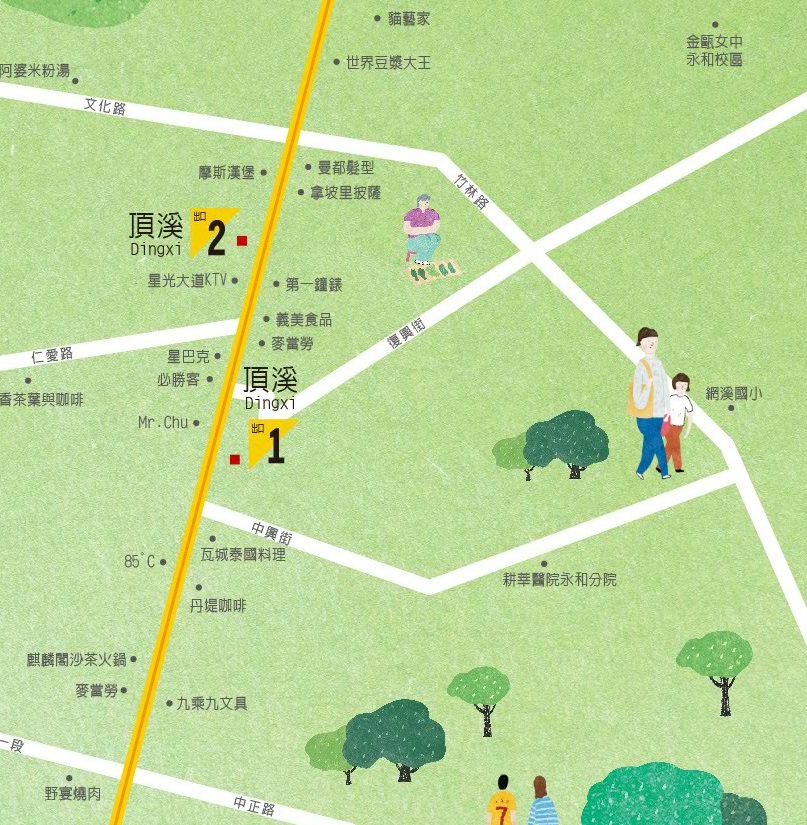 貓藝家
世界豆漿大王
金甌女中
永和校區
阿婆米粉湯
文化路
摩斯漢堡
曼都髮型
拿坡里披薩
竹林路
頂溪
Dingxi
出口
2
星光大道KTV
第一鐘錶
義美食品
麥當勞
復興街
仁愛路
星巴克
必勝客
頂溪
Dingxi
香茶葉與咖啡
網溪國小
Mr.Chu
出口
1
中興街
瓦城泰國料理
85°C
耕莘醫院永和分院
丹堤咖啡
麒麟閣沙茶火鍋
麥當勞
九乘九文具
一段
野宴燒肉
中正路
7